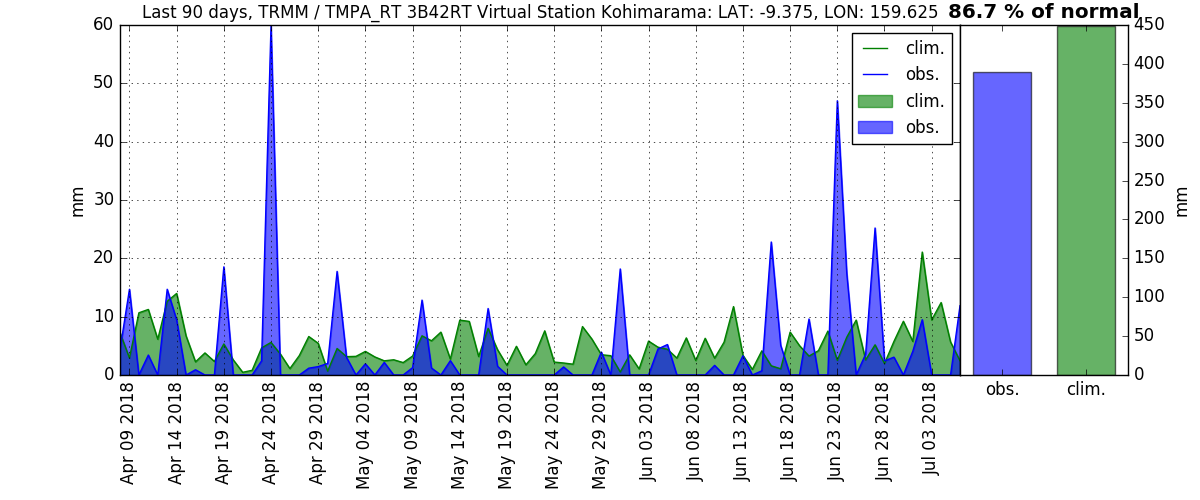 Last 90 days, TRMM / TMPA_RT 3B42RT Virtual Station Kohimarama: LAT: -9.375, LON: 159.625
86.7 % of normal
60
50
40
30
20
10
0
mm
clim.
obs.
clim.
obs.
450
400
350
300
250
200
150
100
50
0
mm
obs.
clim.
Apr 09 2018
Apr 14 2018
Apr 19 2018
Apr 24 2018
Apr 29 2018
May 04 2018
May 09 2018
May 14 2018
May 19 2018
May 24 2018
May 29 2018
Jun 03 2018
Jun 08 2018
Jun 13 2018
Jun 18 2018
Jun 23 2018
Jun 28 2018
Jul 03 2018